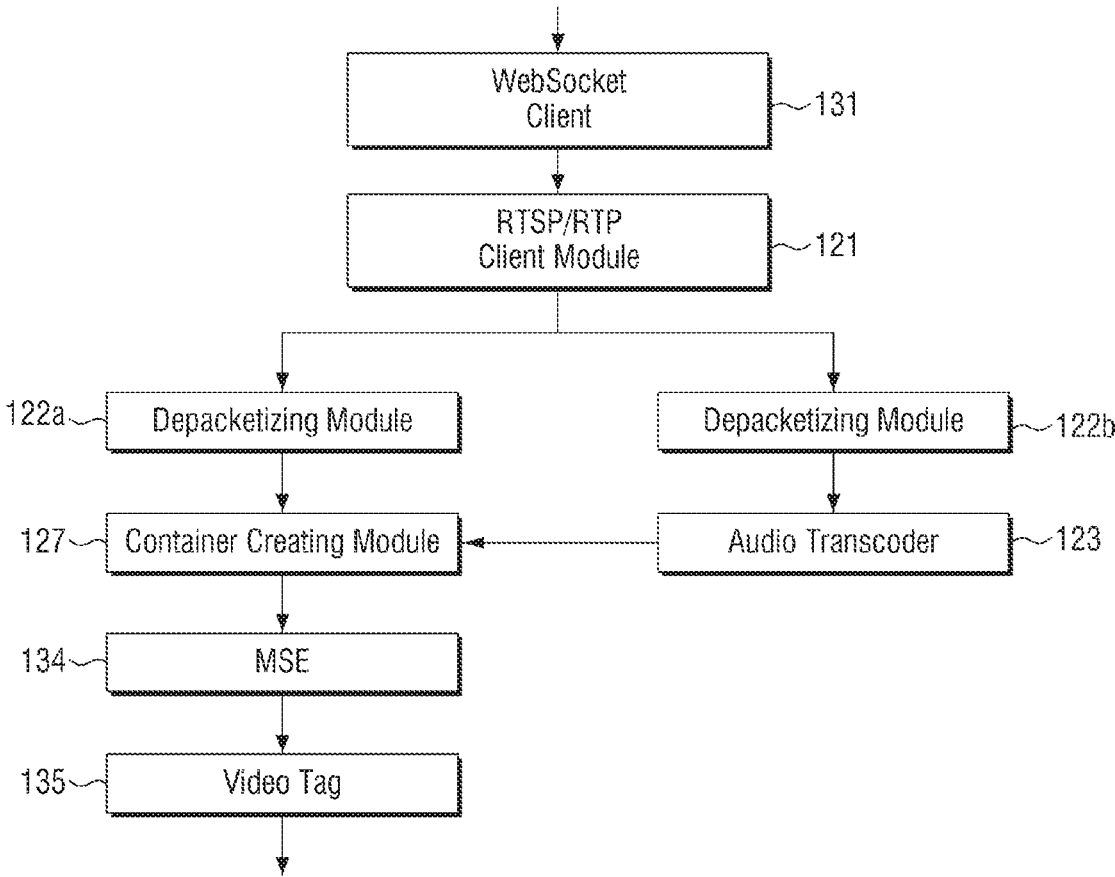 WebSocket
Client
131
RTSP/RTP
Client Module
121
122a
Depacketizing Module
Depacketizing Module
122b
127
Container Creating Module
Audio Transcoder
123
134
MSE
135
Video Tag